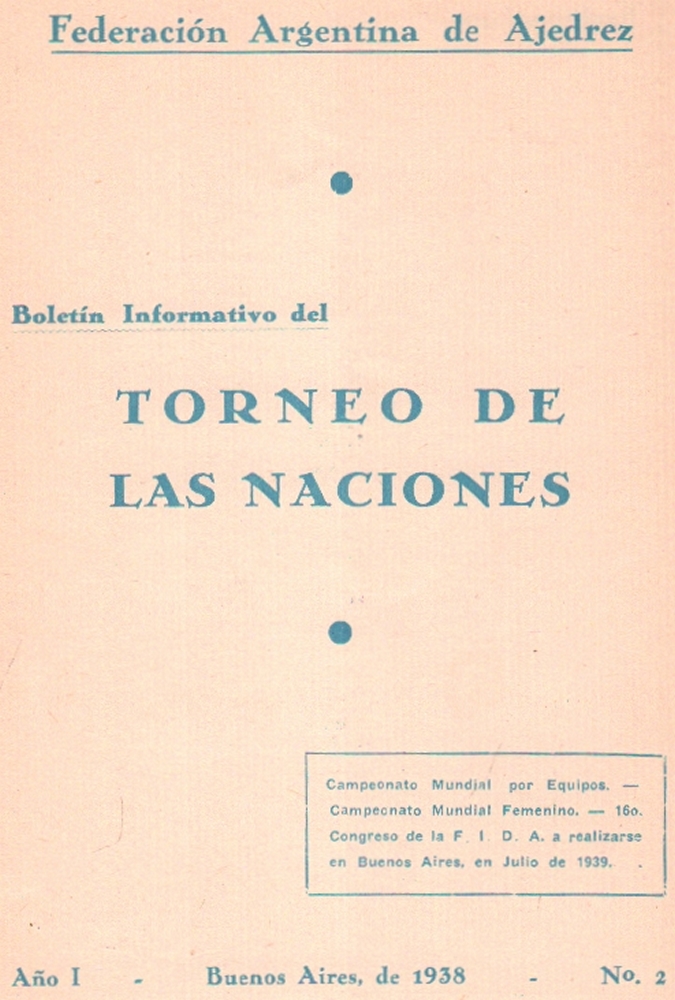 Federación Argentina de Ajedrez
Boletín Informativo del
TORNEO DE
LAS NACIONES
Campeonato Mundial por Equipos. —
Campeonato Mundial Femenino. — 16o.
Congreso de la F. I. D. A. a realizarse
en Buenos Aires, en Julio de 1939.
Año I - Buenos Aires, de 1938 - No. 2